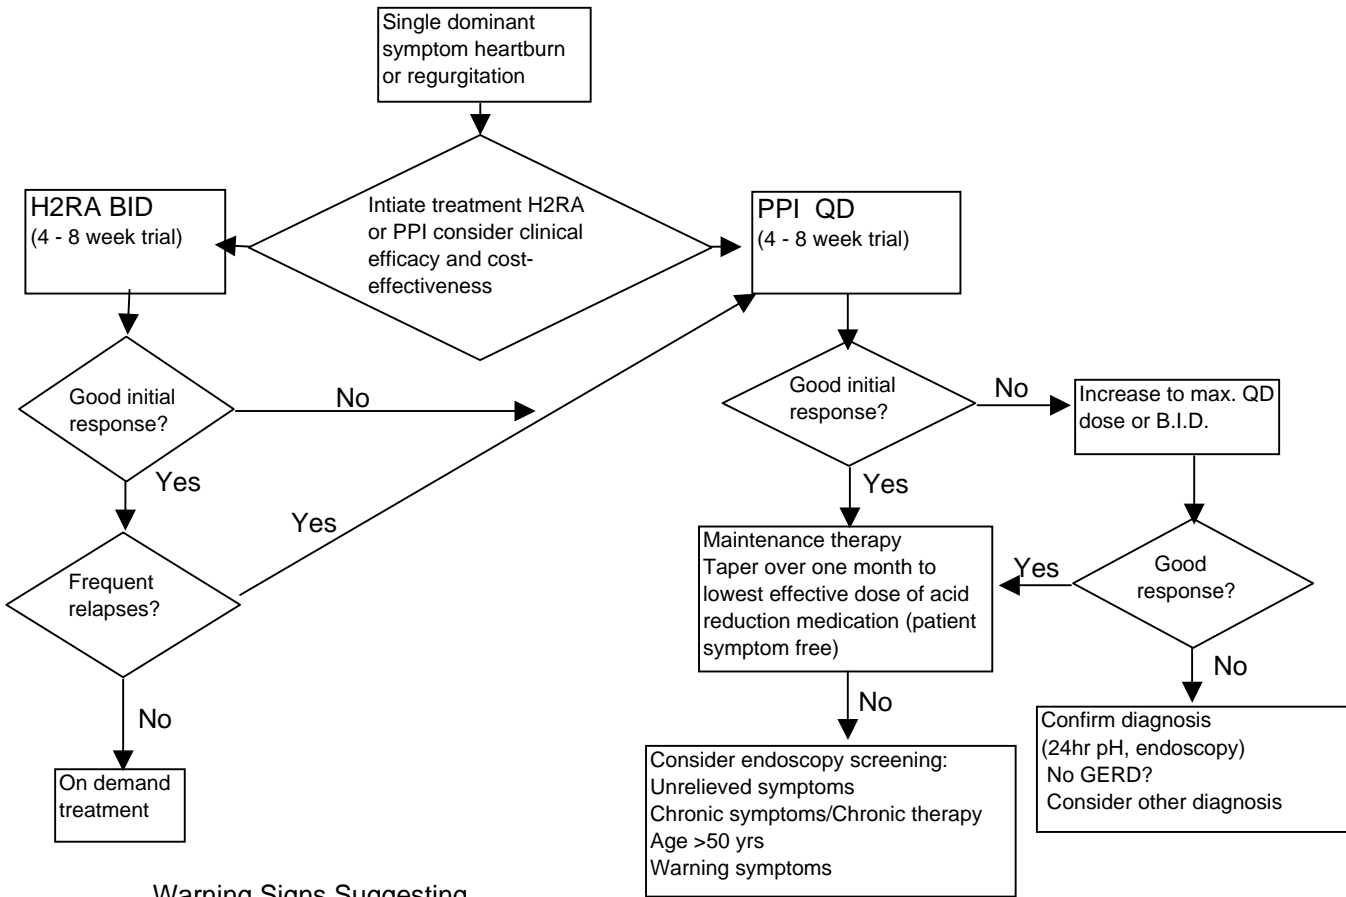 Single dominant
symptom heartburn
or regurgitation
Intiate treatment H2RA
or PPI consider clinical
efficacy and cost-
effectiveness
H2RA BID
(4 - 8 week trial)
PPI QD
(4 - 8 week trial)
Good initial
response?
No
Yes
Frequent
relapses?
Yes
No
On demand
treatment
Good initial
response?
No
Increase to max. QD
dose or B.I.D.
Yes
Maintenance therapy
Taper over one month to
lowest effective dose of acid
reduction medication (patient
symptom free)
Yes
Good
response?
No
No
Confirm diagnosis
(24hr pH, endoscopy)
No GERD?
Consider other diagnosis
Consider endoscopy screening:
Unrelieved symptoms
Chronic symptoms/Chronic therapy
Age >50 yrs
Warning symptoms
Warning Signs Suggesting